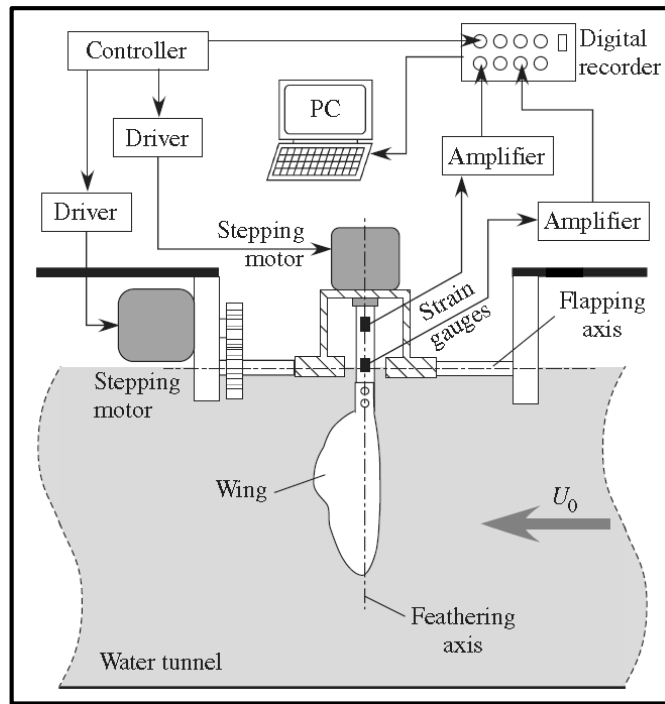 Controller
Digital
recorder
PC
Driver
Amplifier
Driver
Stepping
motor
Amplifier
Strain
gauges
Flapping
axis
Stepping
motor
Wing
U0
Feathering
axis
Water tunnel